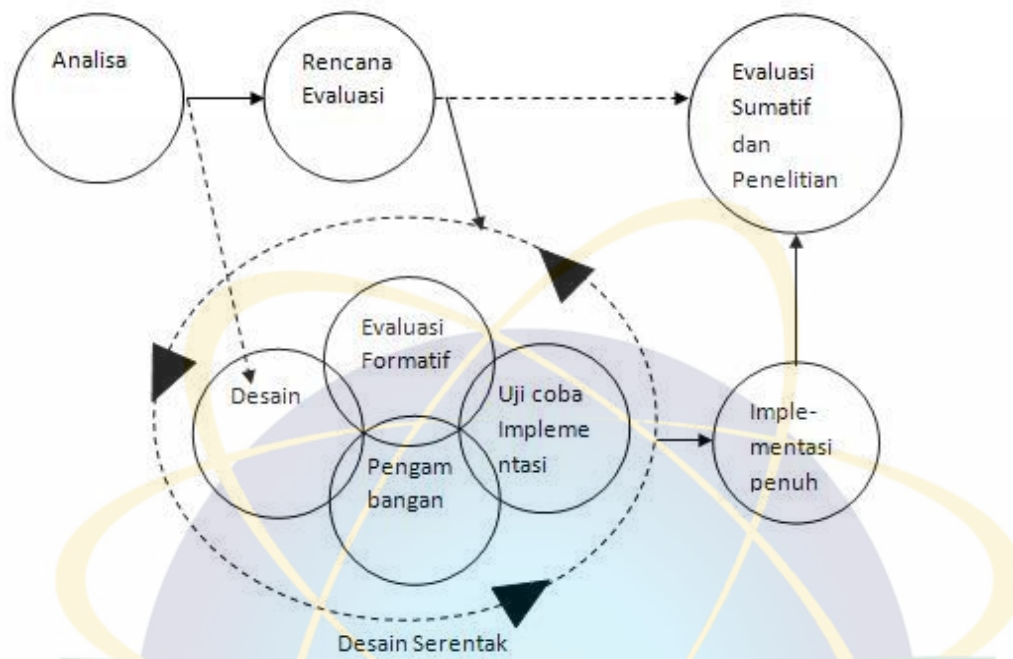 Analisa
Rencana
Evaluasi
Evaluasi
Sumatif
dan
Penelitian
Evaluasi
Formatif
Desain
Uji coba
Impleme
ntasi
Pengam
bangan
Imple-
mentasi
penuh
Desain Serentak